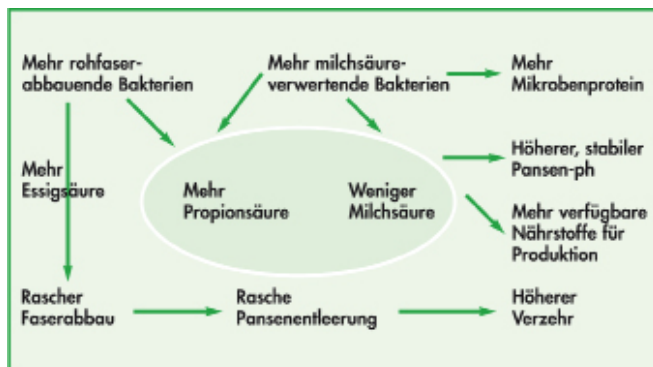 Mehr rohfaser-
abbauende Bakterien
Mehr milchsäure-
verwertende Bakterien
Mehr
Mikrobenprotein
Mehr
Essigsäure
Mehr
Propionsäure
Weniger
Milchsäure
Höherer, stabiler
Pansen-ph
Mehr verfügbare
Nährstoffe für
Produktion
Rascher
Faserabbau
Rasche
Pansenentleerung
Höherer
Verzehr